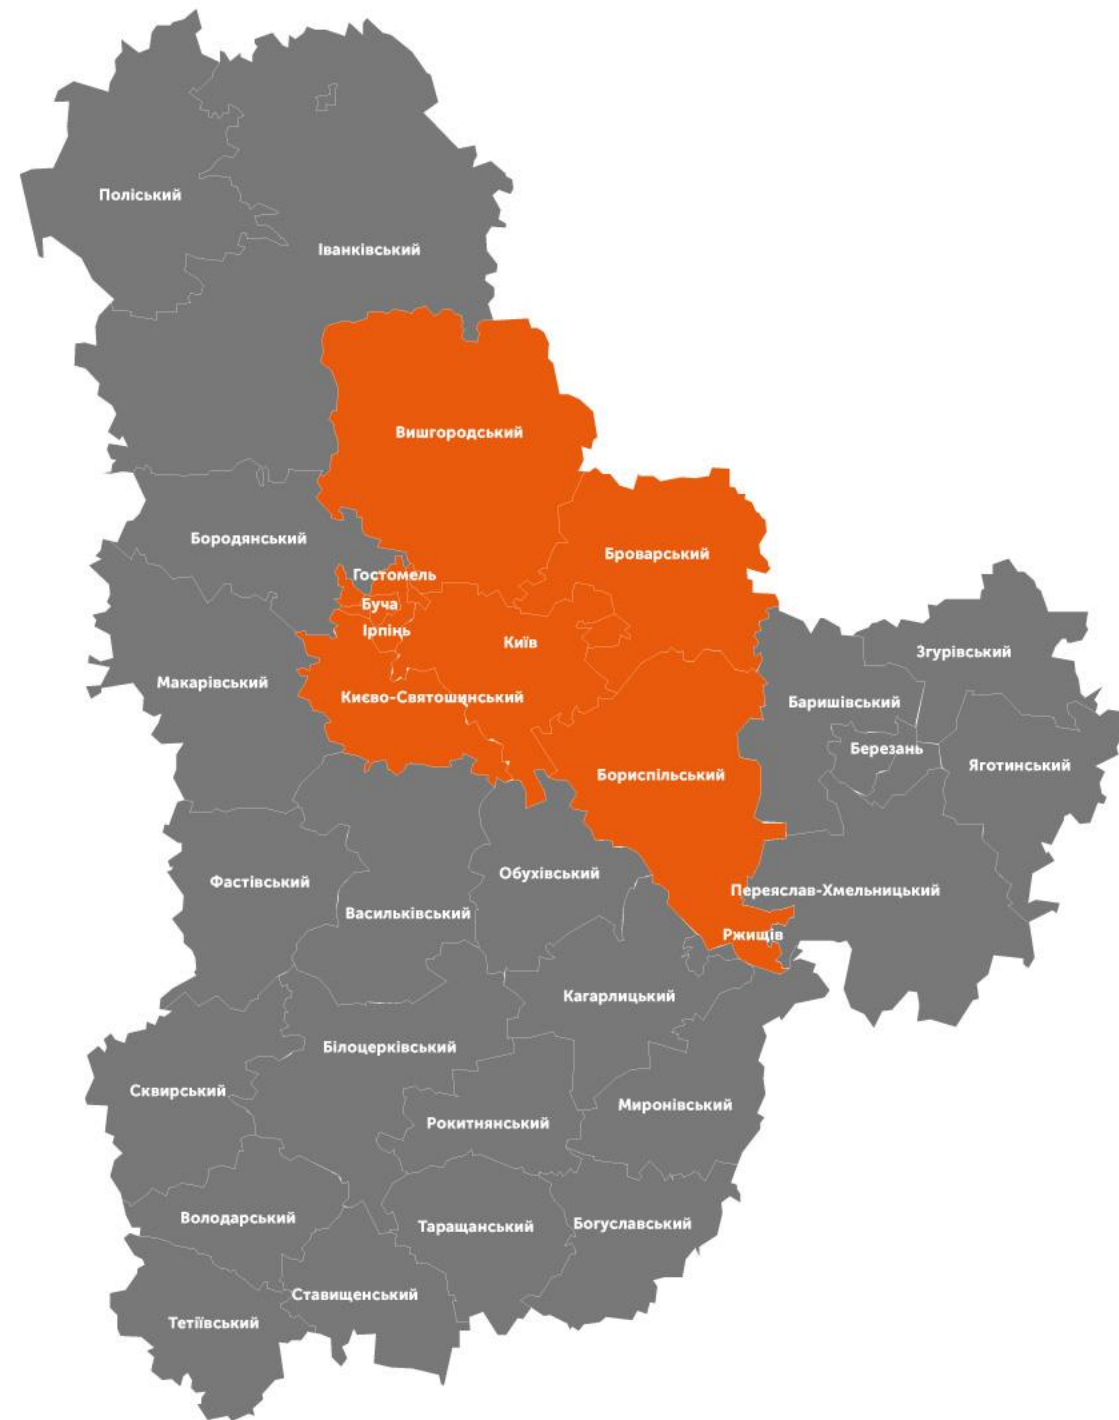 Поліський
Іванківський
Вишгородський
Бородянський
Броварський
Гостомель
Буча
Ірпінь
Київ
Згурівський
Макарівський
Києво-Святошинський
Баришівський
Березань
Яготинський
Бориспільський
Обухівський
Фастівський
Переяслав-Хмельницький
Васильківський
Ржищів
Кагарлицький
Білоцерківський
Сквирський
Миронівський
Рокитнянський
Володарський
Таращанський
Богуславський
Ставищенський
Тетіївський